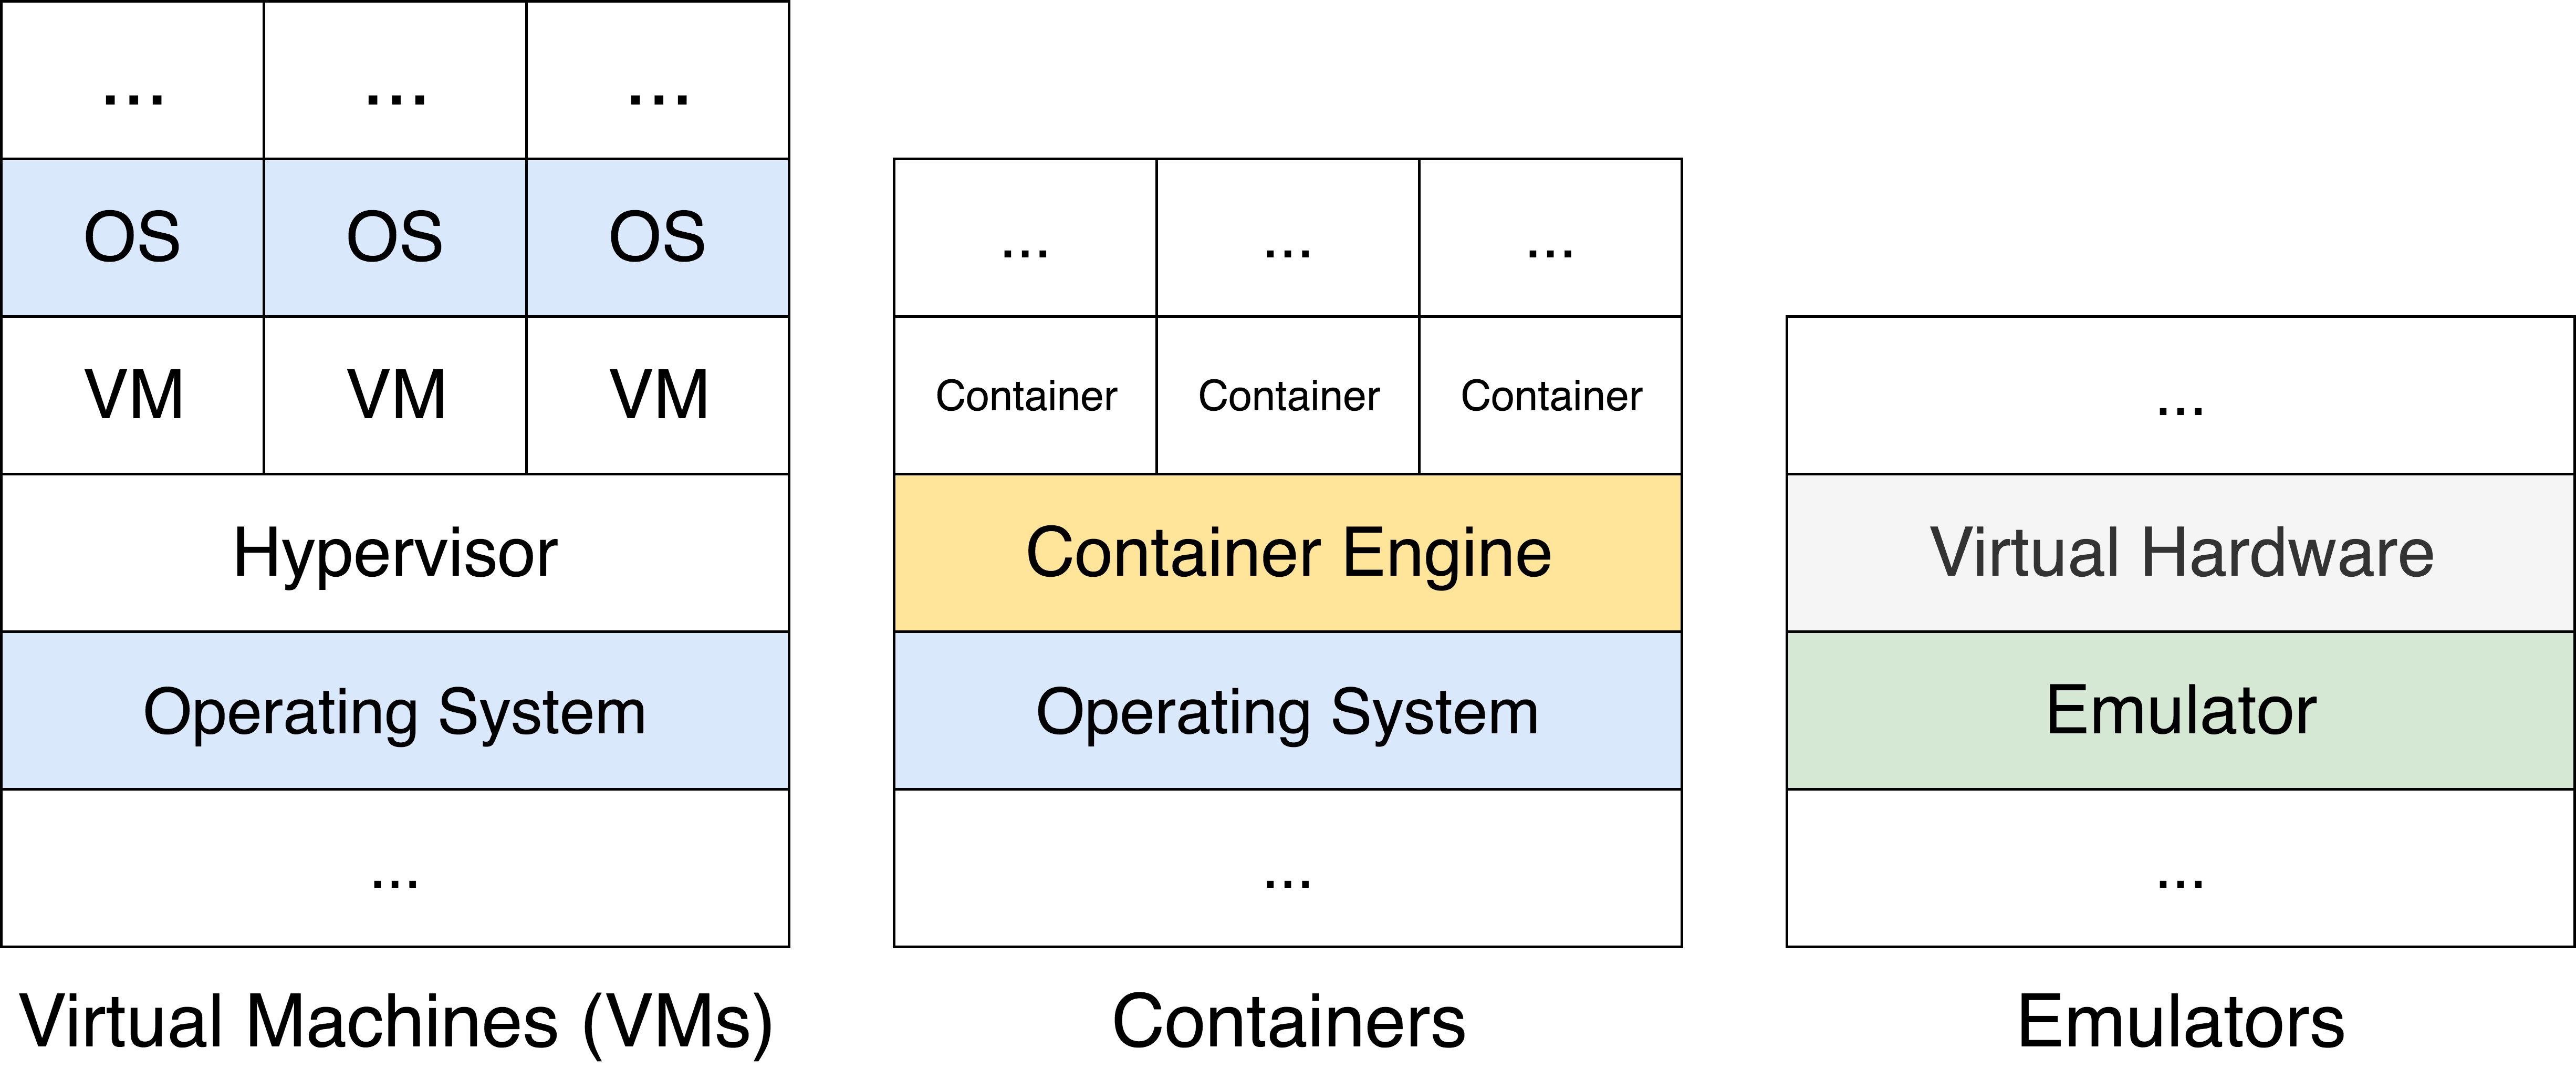 ... ... ...
OS OS OS
VM VM VM
Hypervisor
Operating System
...
Virtual Machines (VMs)
... ... ...
Container Container Container
Container Engine
Operating System
...
Containers
...
Virtual Hardware
Emulator
...
Emulators